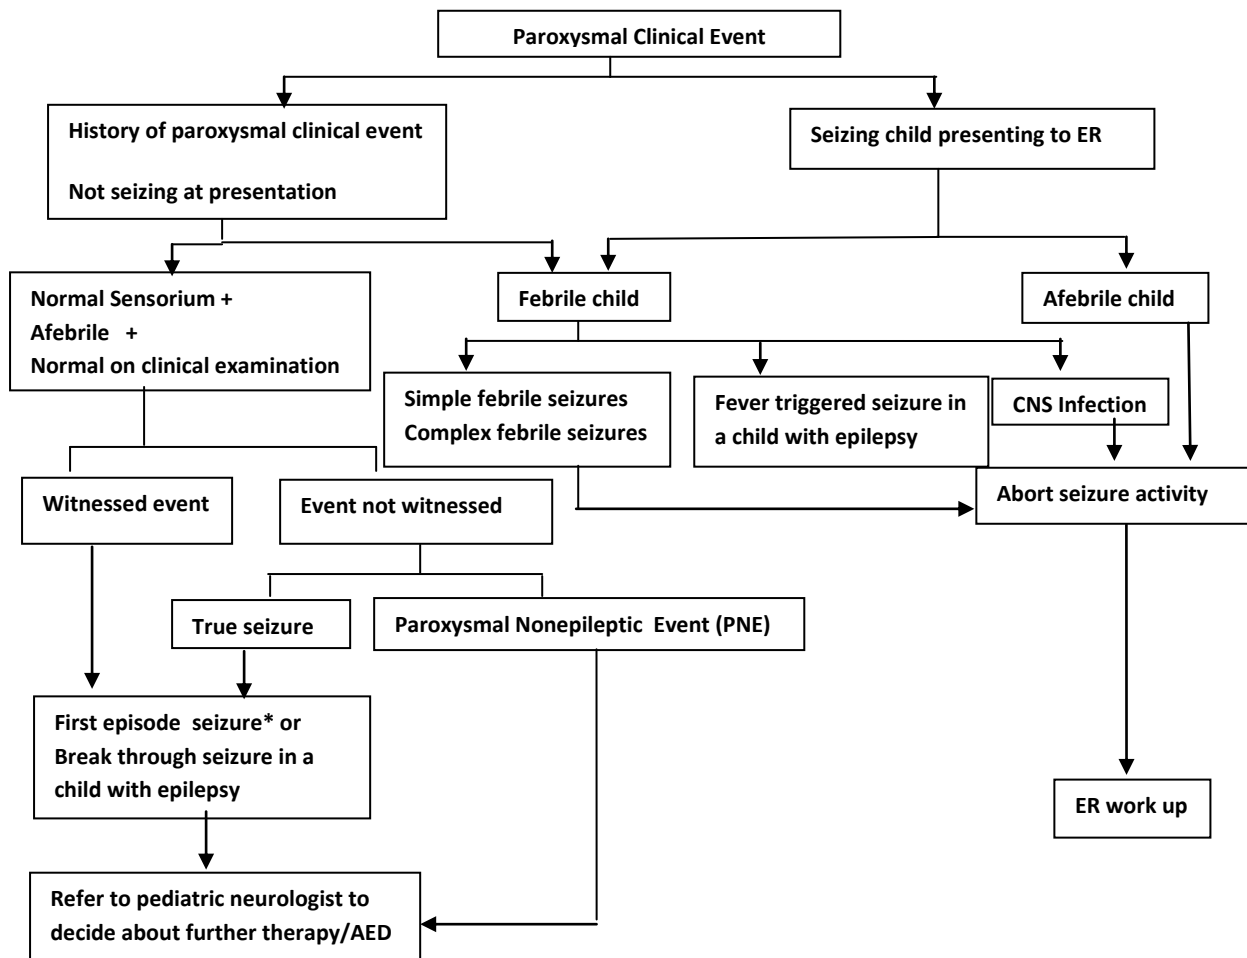 Paroxysmal Clinical Event
History of paroxysmal clinical event
Not seizing at presentation
Seizing child presenting to ER
Normal Sensorium +
Afebrile +
Normal on clinical examination
Febrile child
Afebrile child
Simple febrile seizures
Complex febrile seizures
Fever triggered seizure in
a child with epilepsy
CNS Infection
Witnessed event
Event not witnessed
Abort seizure activity
True seizure
Paroxysmal Nonepileptic Event (PNE)
First episode seizure* or
Break through seizure in a
child with epilepsy
ER work up
Refer to pediatric neurologist to
decide about further therapy/AED